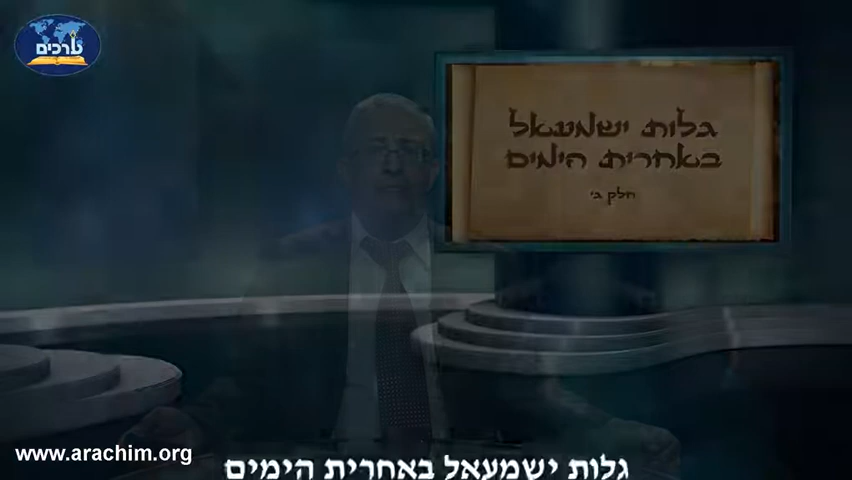 ערכים
גלות ישמעאל
באחרית הימים
חלק ג'
www.arachim.org
גלות ישמעאל באחרית הימים